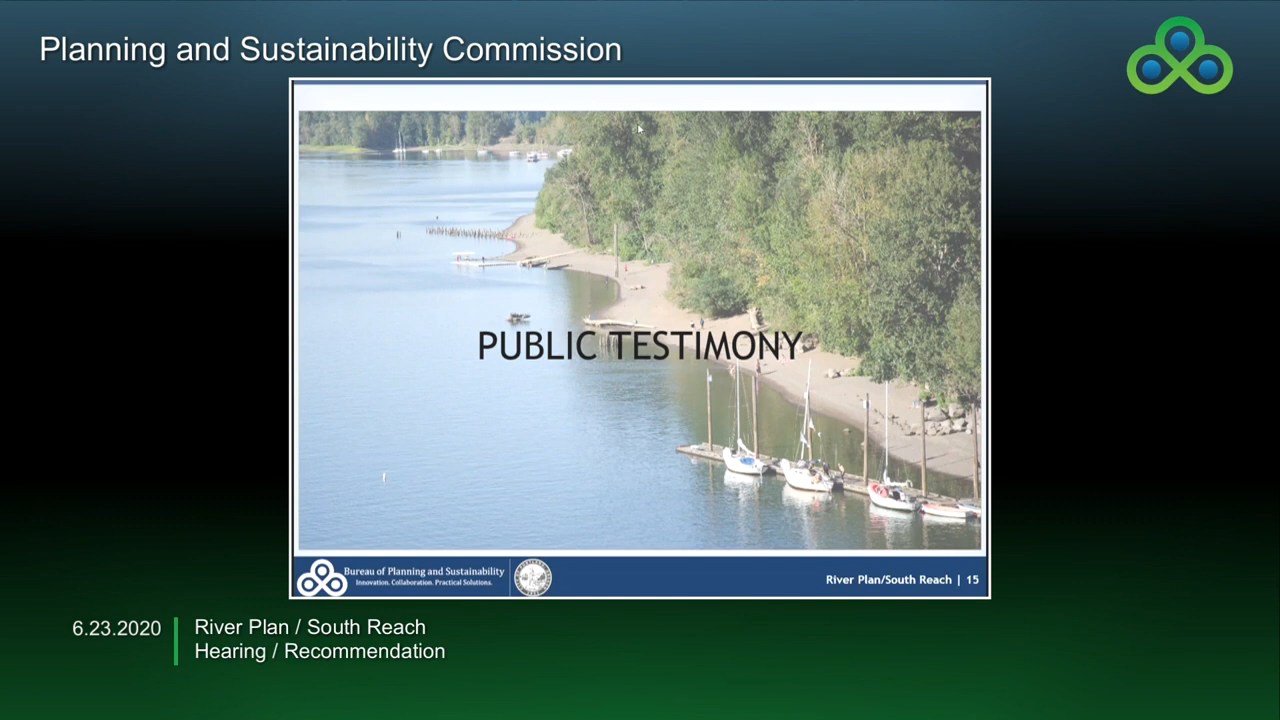 Planning and Sustainability Commission
PUBLIC TESTIMONY
Bureau of Planning and Sustainability
Innovation. Collaboration. Practical Solutions.
River Plan/South Reach | 15
6.23.2020
River Plan / South Reach
Hearing / Recommendation